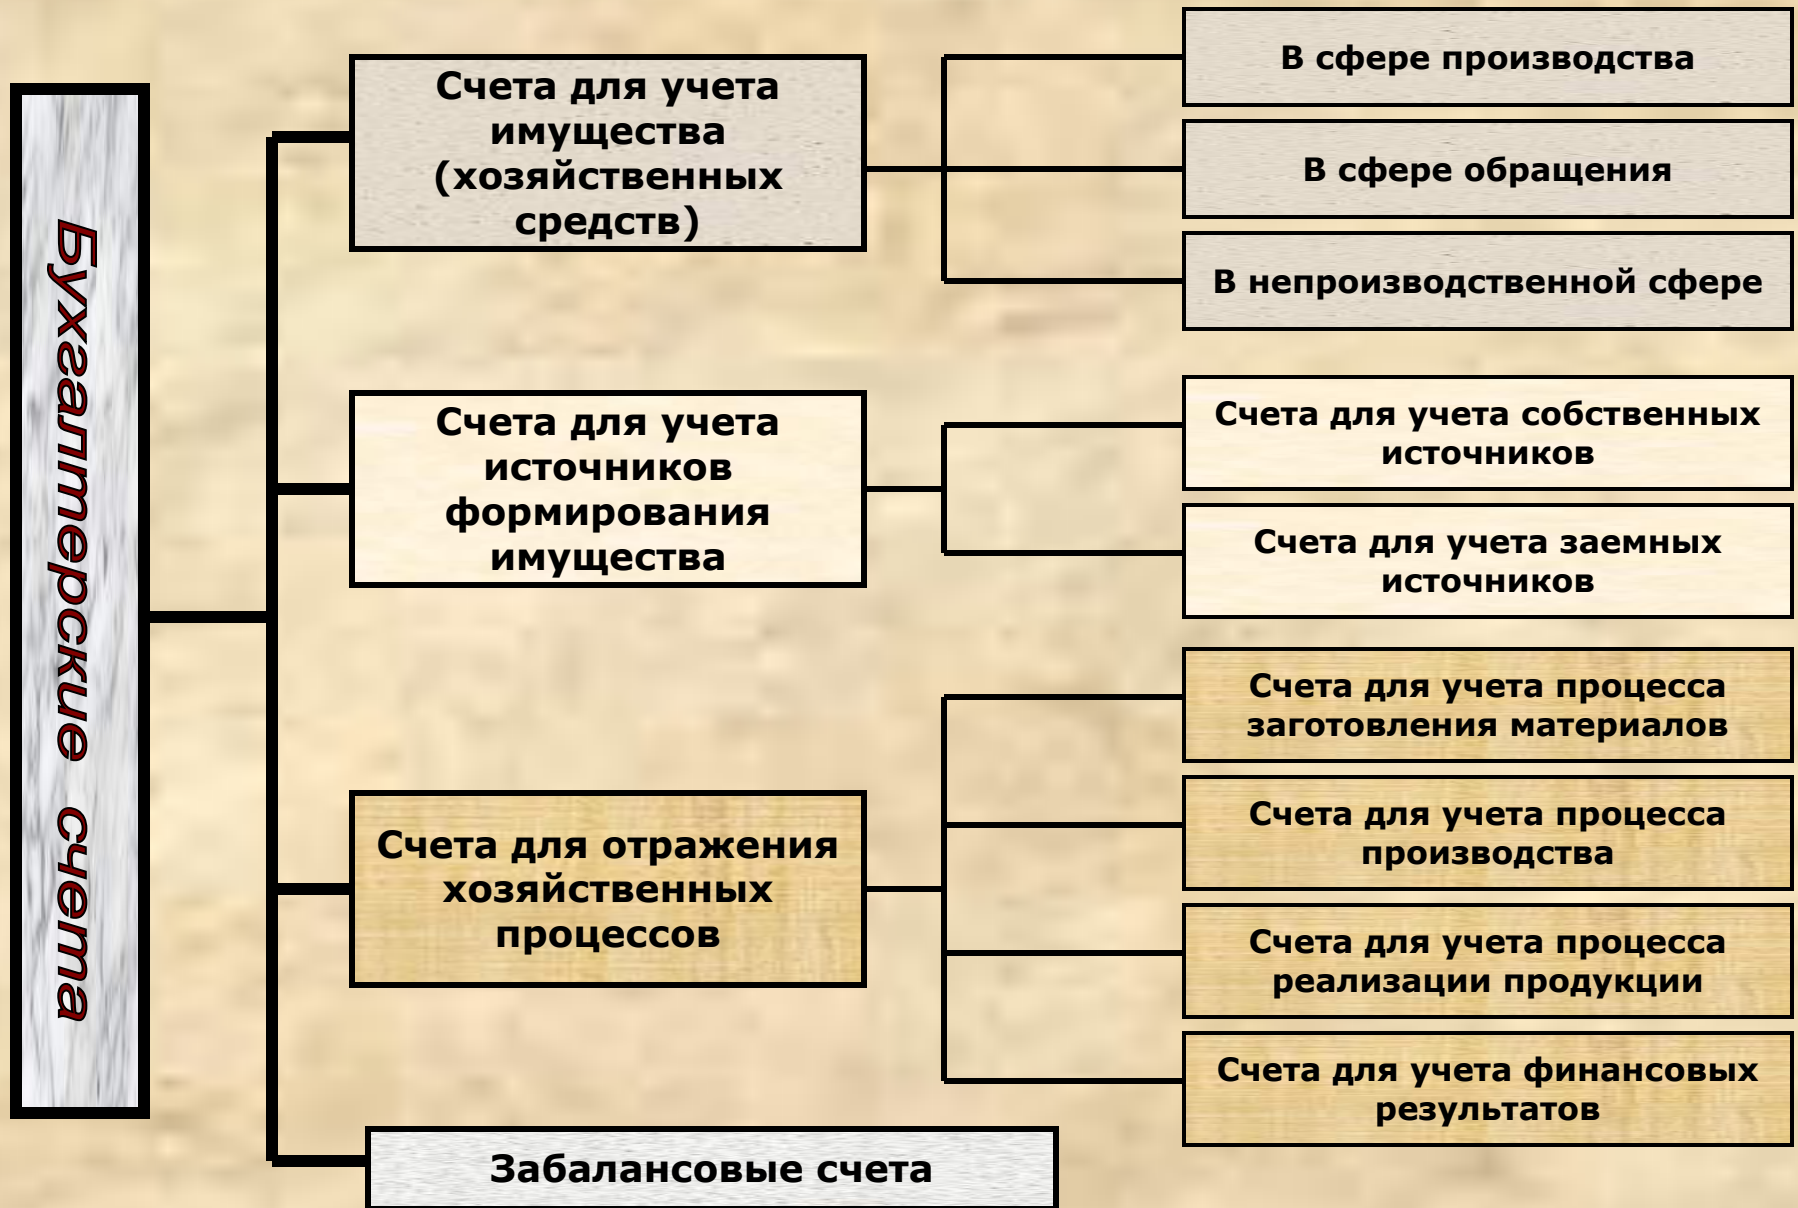 Бухгалтерские счета
Счета для учета
имущества
(хозяйственных
средств)
В сфере производства
В сфере обращения
В непроизводственной сфере
Счета для учета
источников
формирования
имущества
Счета для учета собственных
источников
Счета для учета заемных
источников
Счета для отражения
хозяйственных
процессов
Счета для учета процесса
заготовления материалов
Счета для учета процесса
производства
Счета для учета процесса
реализации продукции
Счета для учета финансовых
результатов
Забалансовые счета